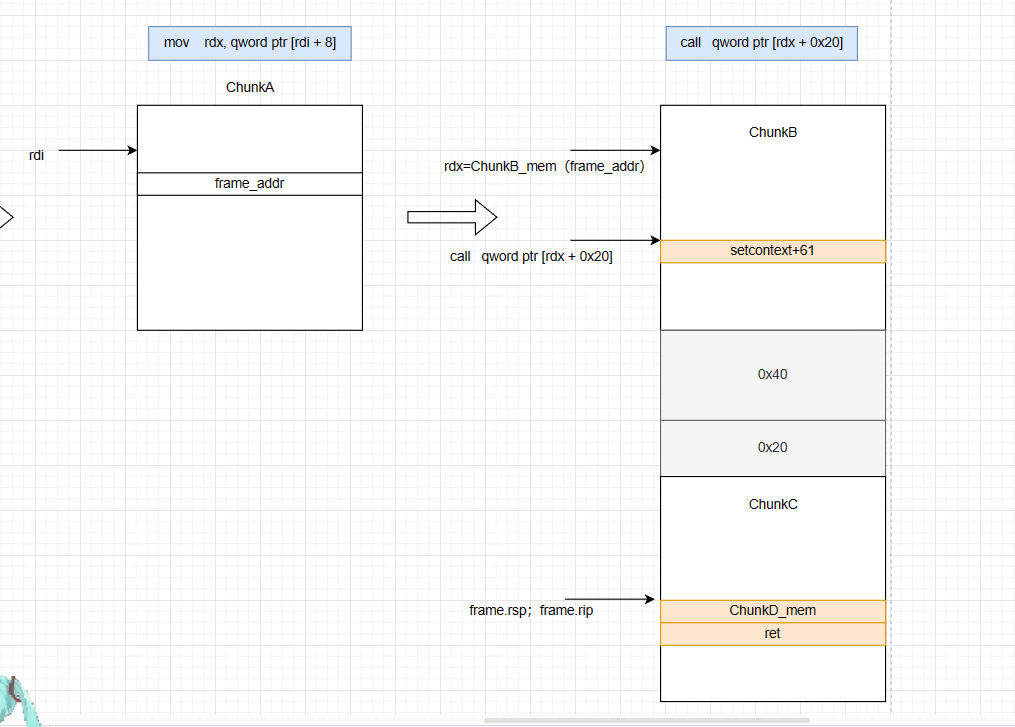 mov rdx, qword ptr [rdi + 8]
call qword ptr [rdx + 0x20]
ChunkA
rdi
frame_addr
ChunkB
rdx=ChunkB_mem（frame_addr）
call qword ptr [rdx + 0x20]
setcontext+61
0x40
0x20
ChunkC
frame.rsp；frame.rip
ChunkD_mem
ret